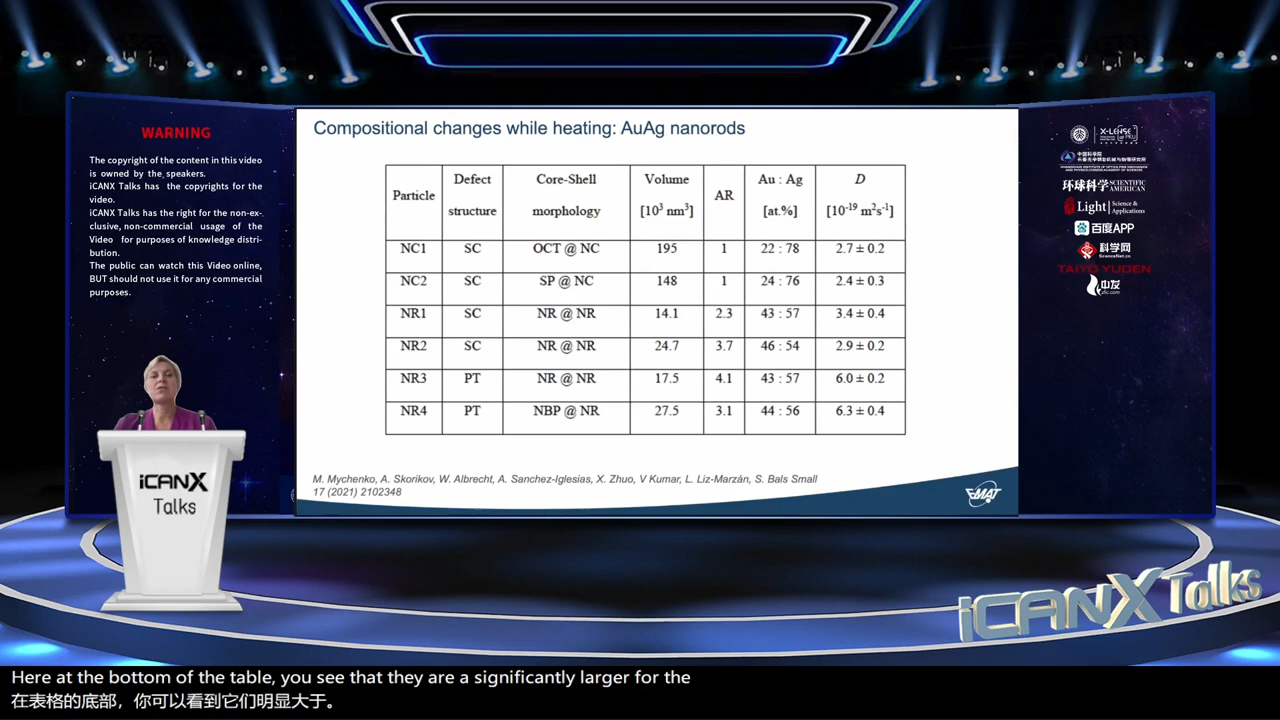 WARNING
The copyright of the content in this video
is owned by the speakers.
iCANX Talks has the copyrights for the
video.
iCANX Talks has the right for the non-ex-
clusive, non-commercial usage of the
Video for purposes of knowledge distri-
bution.
The public can watch this Video online,
BUT should not use it for any commercial
purposes.
Compositional changes while heating: AuAg nanorods
Particle Defect structure Core-Shell morphology Volume [10³ nm³] AR Au : Ag [at.%] D [10⁻¹⁹ m²s⁻¹]
NC1 SC OCT @ NC 195 1 22 : 78 2.7 ± 0.2
NC2 SC SP @ NC 148 1 24 : 76 2.4 ± 0.3
NR1 SC NR @ NR 14.1 2.3 43 : 57 3.4 ± 0.4
NR2 SC NR @ NR 24.7 3.7 46 : 54 2.9 ± 0.2
NR3 PT NR @ NR 17.5 4.1 43 : 57 6.0 ± 0.2
NR4 PT NBP @ NR 27.5 3.1 44 : 56 6.3 ± 0.4
M. Mychenko, A. Skorikov, W. Albrecht, A. Sanchez-Iglesias, X. Zhuo, V Kumar, L. Liz-Marzán, S. Bals Small
17 (2021) 2102348
EMAT
X-LENSE
中国科学院
环球科学 SCIENTIFIC AMERICAN
Light Science & Applications
百度APP
科学网
ScienceNet.cn
TAIYO YUDEN
中友
iCANX
Talks
iCANX Talks
Here at the bottom of the table, you see that they are a significantly larger for the
在表格的底部，你可以看到它们明显大于。